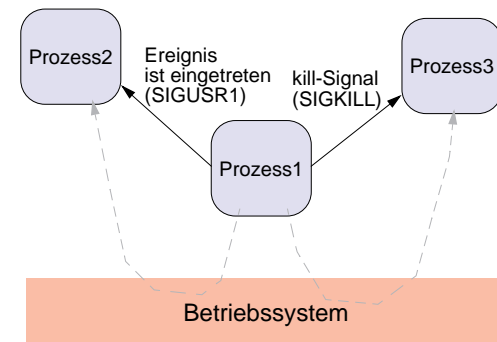 Prozess2
Ereignis
ist eingetreten
(SIGUSR1)
kill-Signal
(SIGKILL)
Prozess3
Prozess1
Betriebssystem